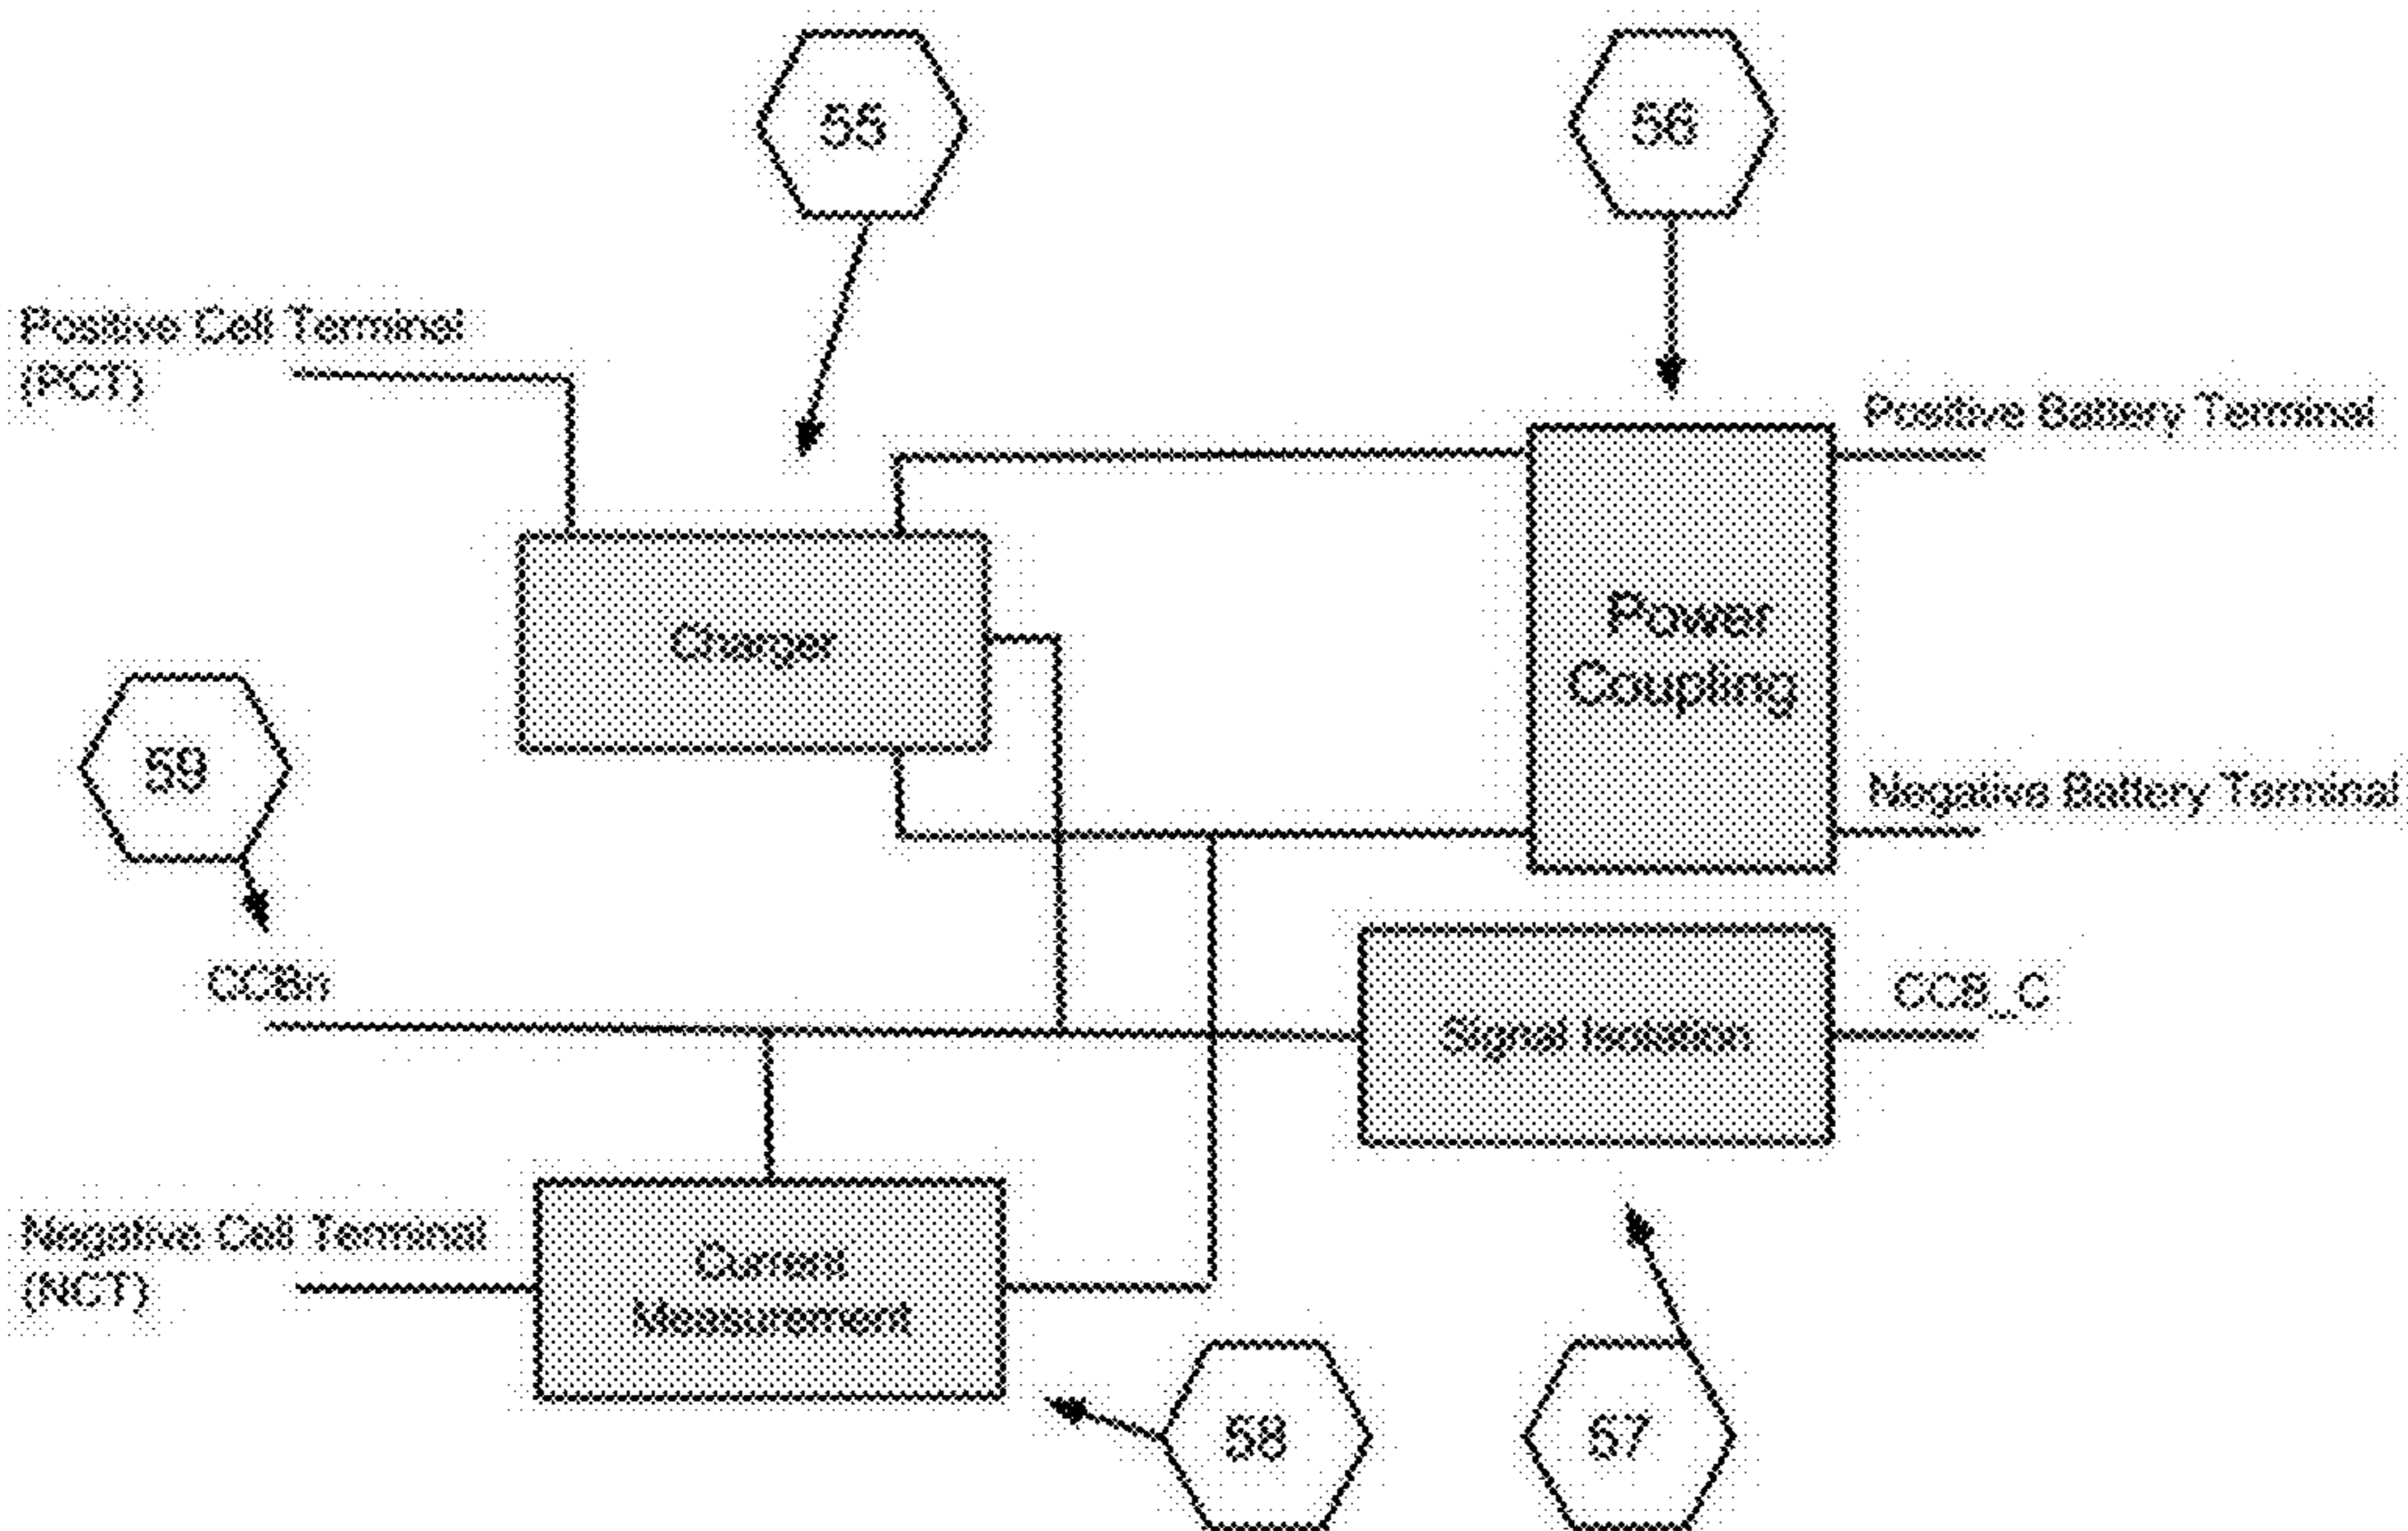 55
56
Positive Cell Terminal
(PCT)
Positive Battery Terminal
Charger
Power
Coupling
59
Negative Battery Terminal
CCBn
CCB_C
Signal Isolation
Negative Cell Terminal
(NCT)
Current
Measurement
58
57